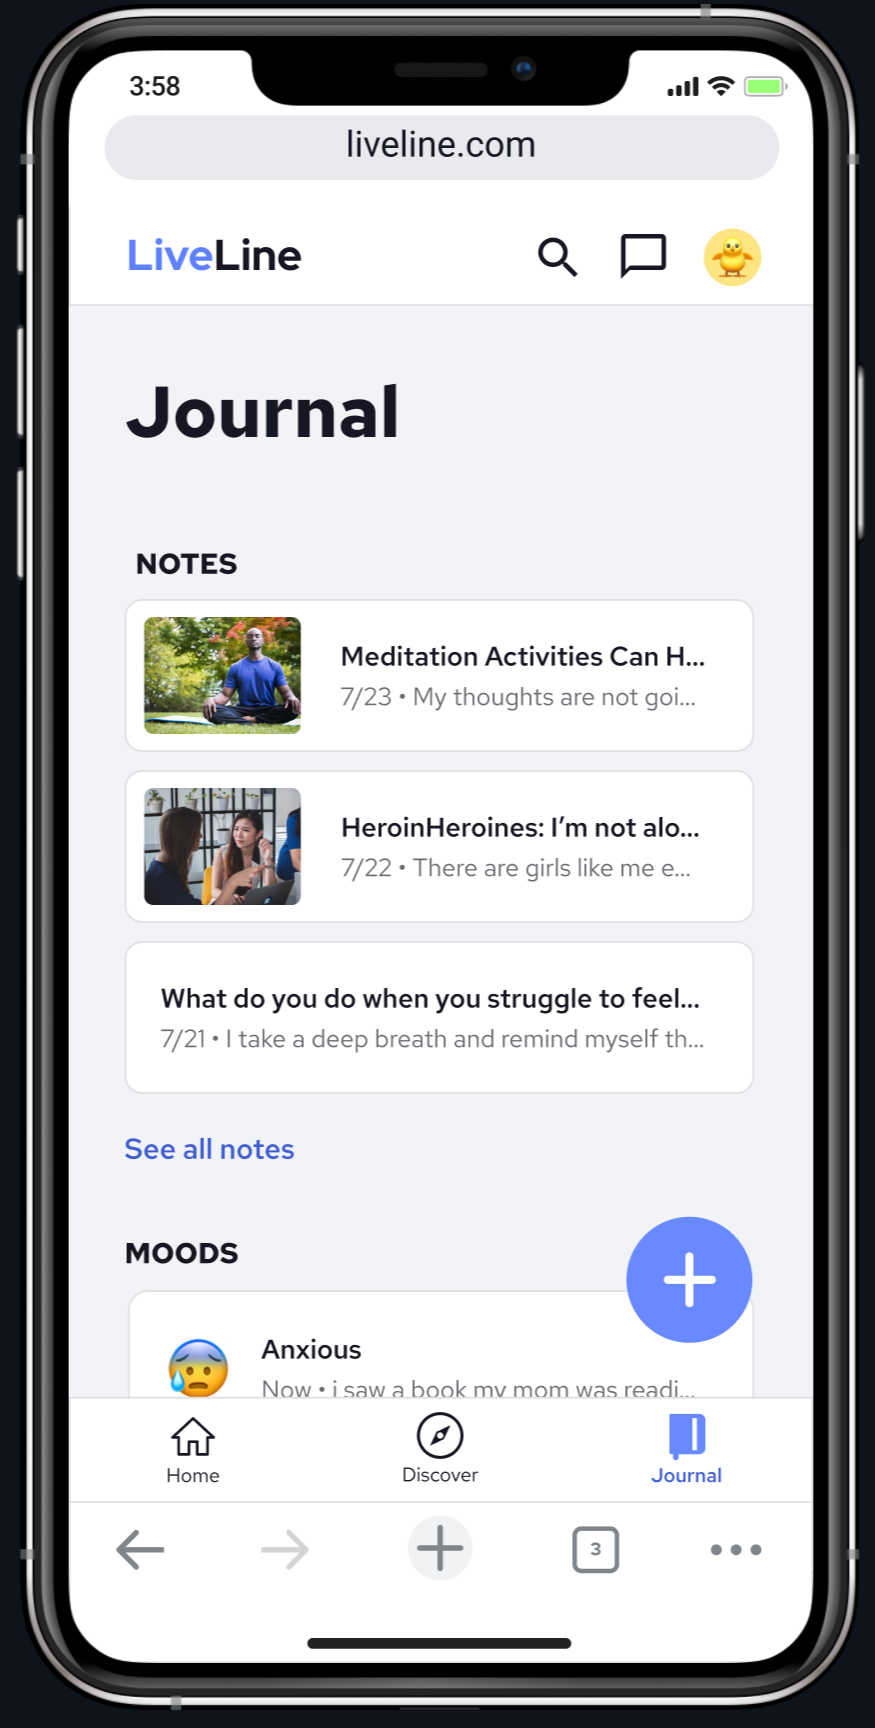 3:58
liveline.com
LiveLine
Journal
NOTES
Meditation Activities Can H...
7/23 • My thoughts are not goi...
HeroinHeroines: I’m not alo...
7/22 • There are girls like me e...
What do you do when you struggle to feel...
7/21 • I take a deep breath and remind myself th...
See all notes
MOODS
Anxious
Now • i saw a book my mom was readi...
Home
Discover
Journal
3